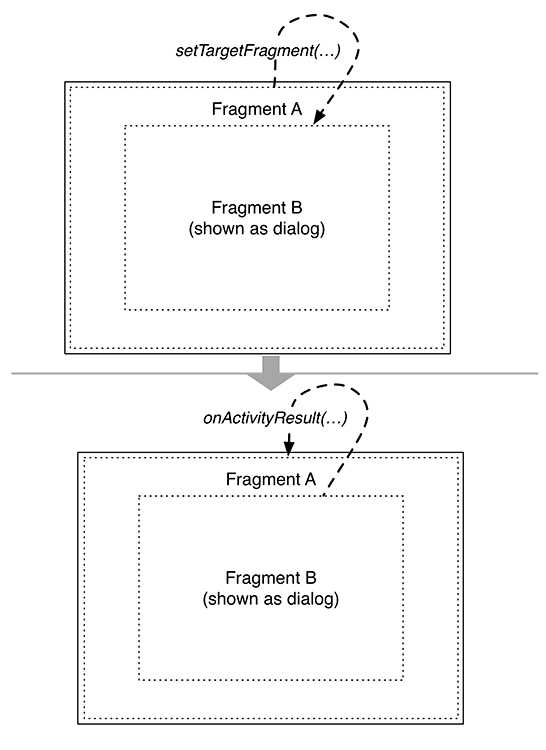 setTargetFragment(…)
Fragment A
Fragment B
(shown as dialog)
onActivityResult(…)
Fragment A
Fragment B
(shown as dialog)